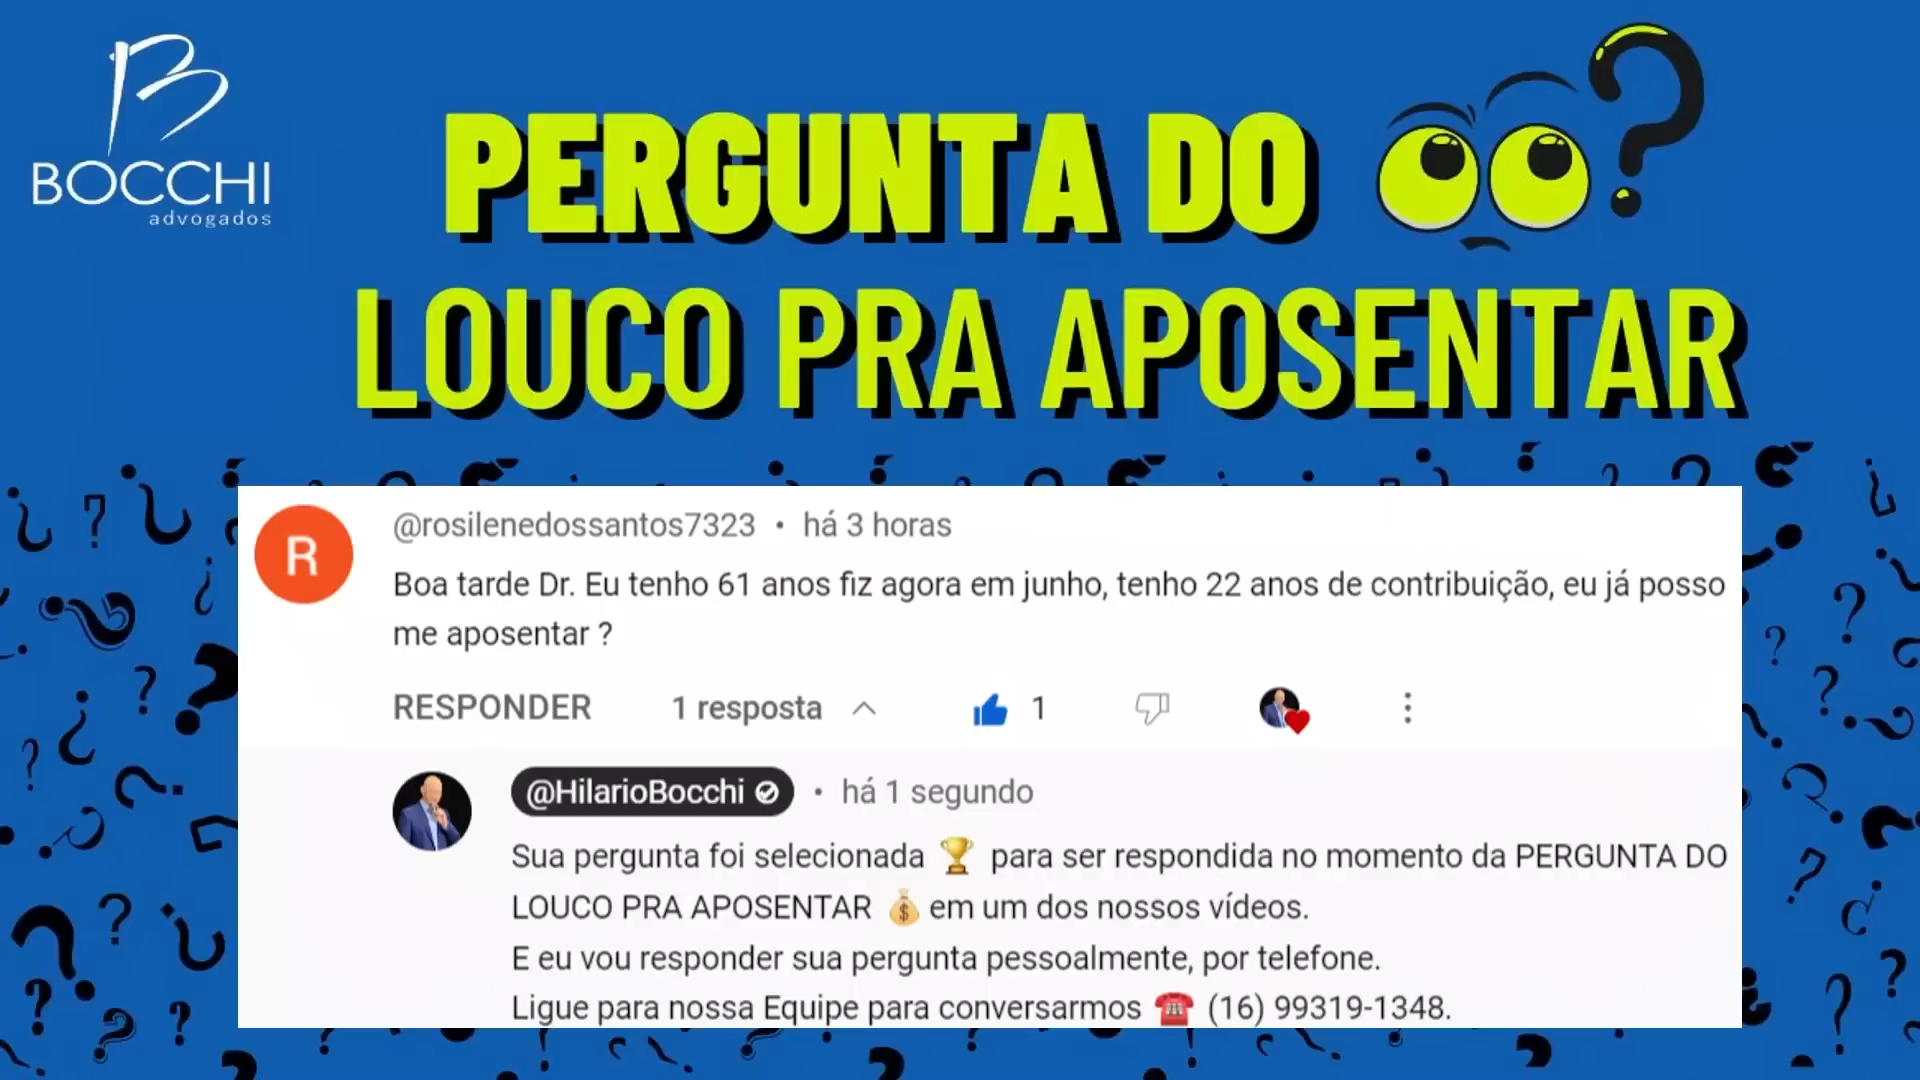 BOCCHI
advogados
PERGUNTA DO
LOUCO PRA APOSENTAR
R
@rosilenedossantos7323 • há 3 horas
Boa tarde Dr. Eu tenho 61 anos fiz agora em junho, tenho 22 anos de contribuição, eu já posso
me aposentar ?
RESPONDER 1 resposta 1
@HilarioBocchi • há 1 segundo
Sua pergunta foi selecionada 🏆 para ser respondida no momento da PERGUNTA DO
LOUCO PRA APOSENTAR 💰 em um dos nossos vídeos.
E eu vou responder sua pergunta pessoalmente, por telefone.
Ligue para nossa Equipe para conversarmos ☎️ (16) 99319-1348.